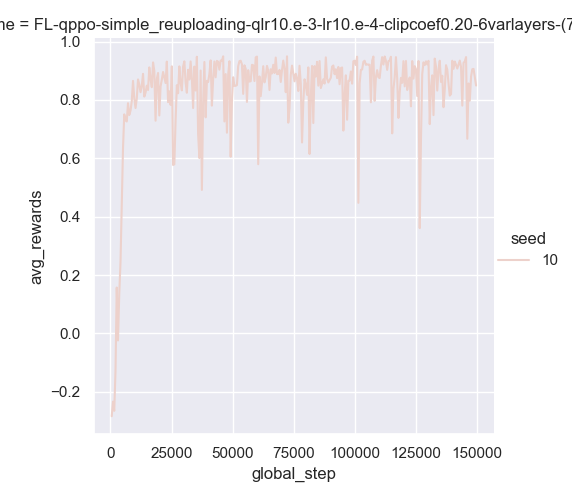 me = FL-qppo-simple_reuploading-qlr10.e-3-lr10.e-4-clipcoef0.20-6varlayers-(7
1.0
0.8
0.6
0.4
0.2
0.0
−0.2
avg_rewards
0 25000 50000 75000 100000 125000 150000
global_step
seed
10